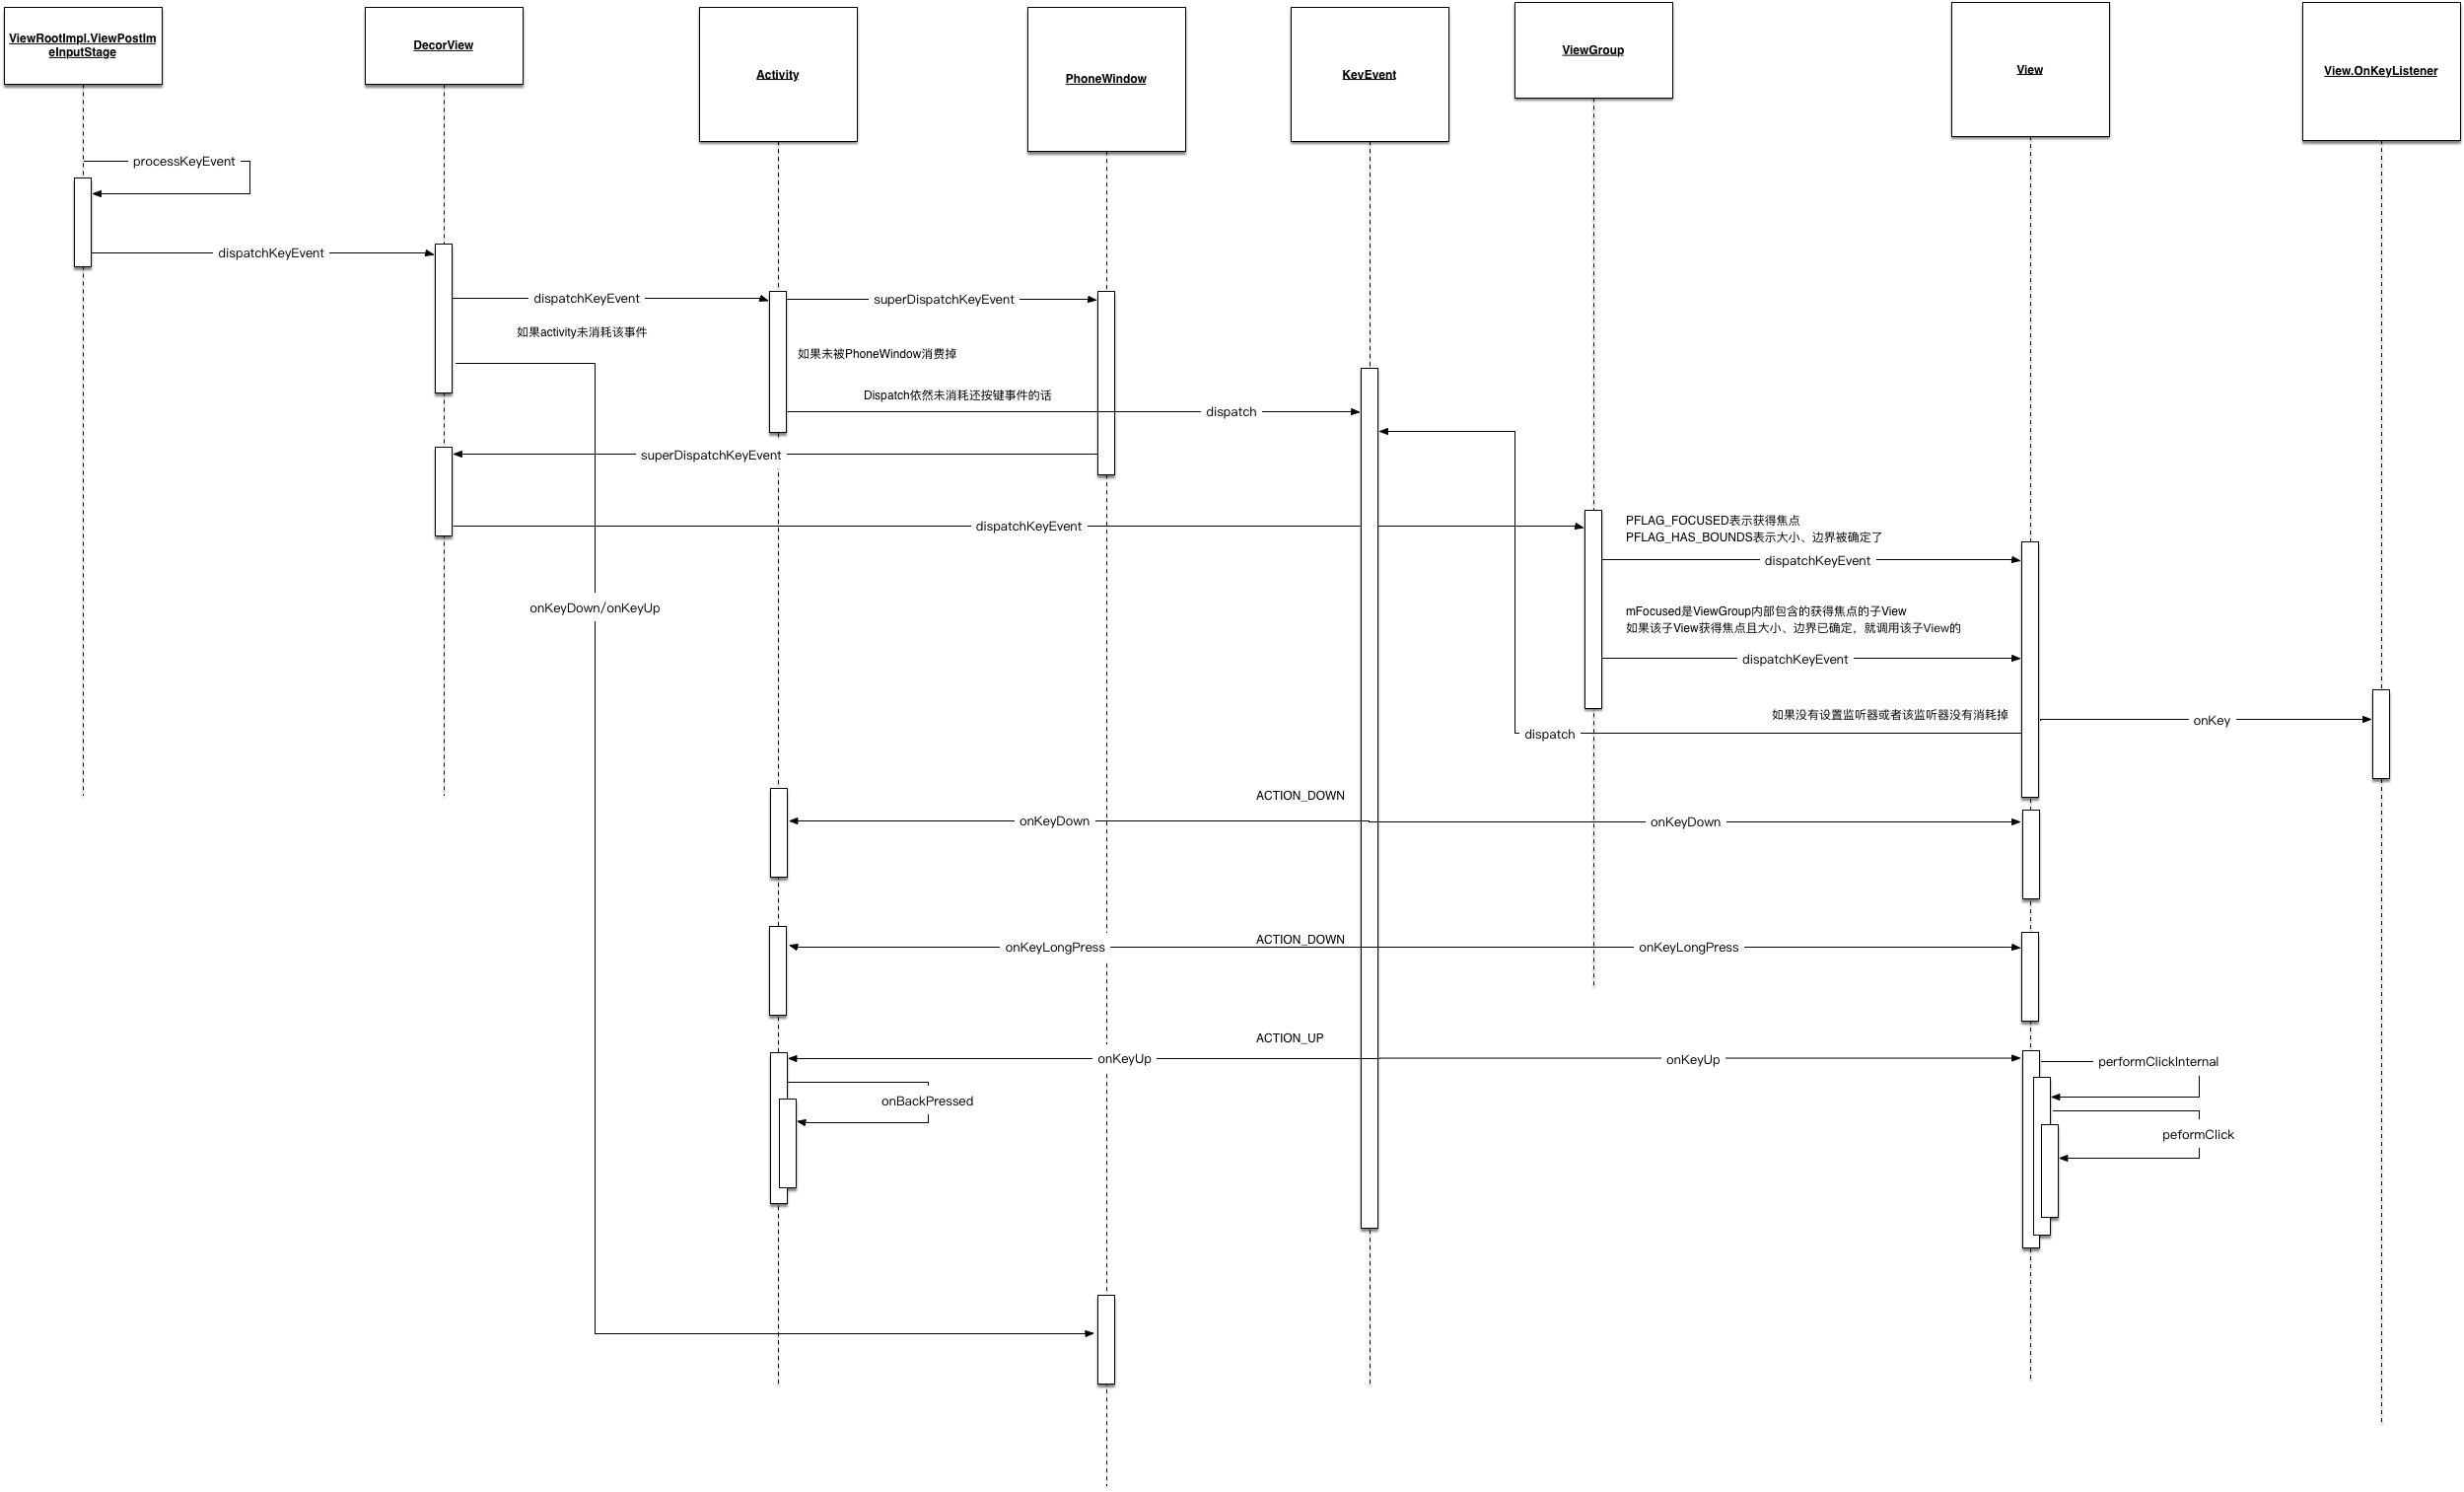 ViewRootImpl.ViewPostIm
eInputStage
DecorView
Activity
PhoneWindow
KeyEvent
ViewGroup
View
View.OnKeyListener
processKeyEvent
dispatchKeyEvent
dispatchKeyEvent
superDispatchKeyEvent
如果activity未消耗该事件
如果未被PhoneWindow消费掉
Dispatch依然未消耗还按键事件的话
dispatch
superDispatchKeyEvent
dispatchKeyEvent
PFLAG_FOCUSED表示获得焦点
PFLAG_HAS_BOUNDS表示大小、边界被确定了
dispatchKeyEvent
onKeyDown/onKeyUp
mFocused是ViewGroup内部包含的获得焦点的子View
如果该子View获得焦点且大小、边界已确定，就调用该子View的
dispatchKeyEvent
如果没有设置监听器或者该监听器没有消耗掉
onKey
dispatch
ACTION_DOWN
onKeyDown
onKeyDown
ACTION_DOWN
onKeyLongPress
onKeyLongPress
ACTION_UP
onKeyUp
onKeyUp
performClickInternal
onBackPressed
peformClick